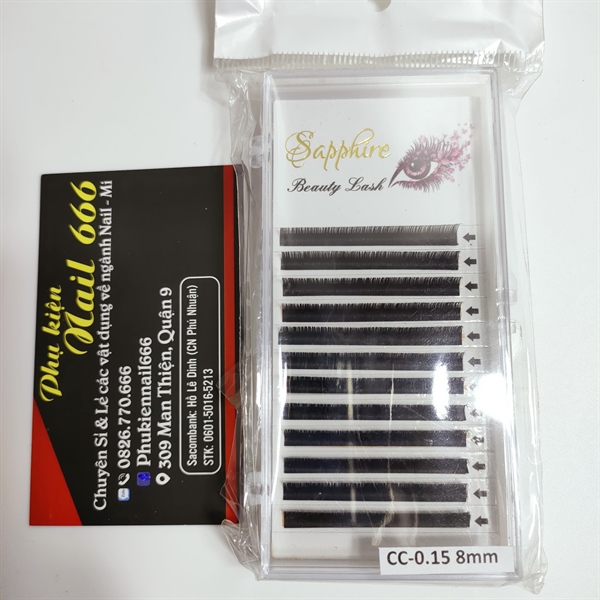 Phụ kiện
Nail 666
Chuyên Sỉ & Lẻ các vật dụng về ngành Nail - Mi
0826.770.666
Phukiennail666
309 Man Thiện, Quận 9
Sacombank: Hồ Lê Dinh (CN Phú Nhuận)
STK: 0601-5016-5213
Sapphire
Beauty Lash
CC-0.15 8mm